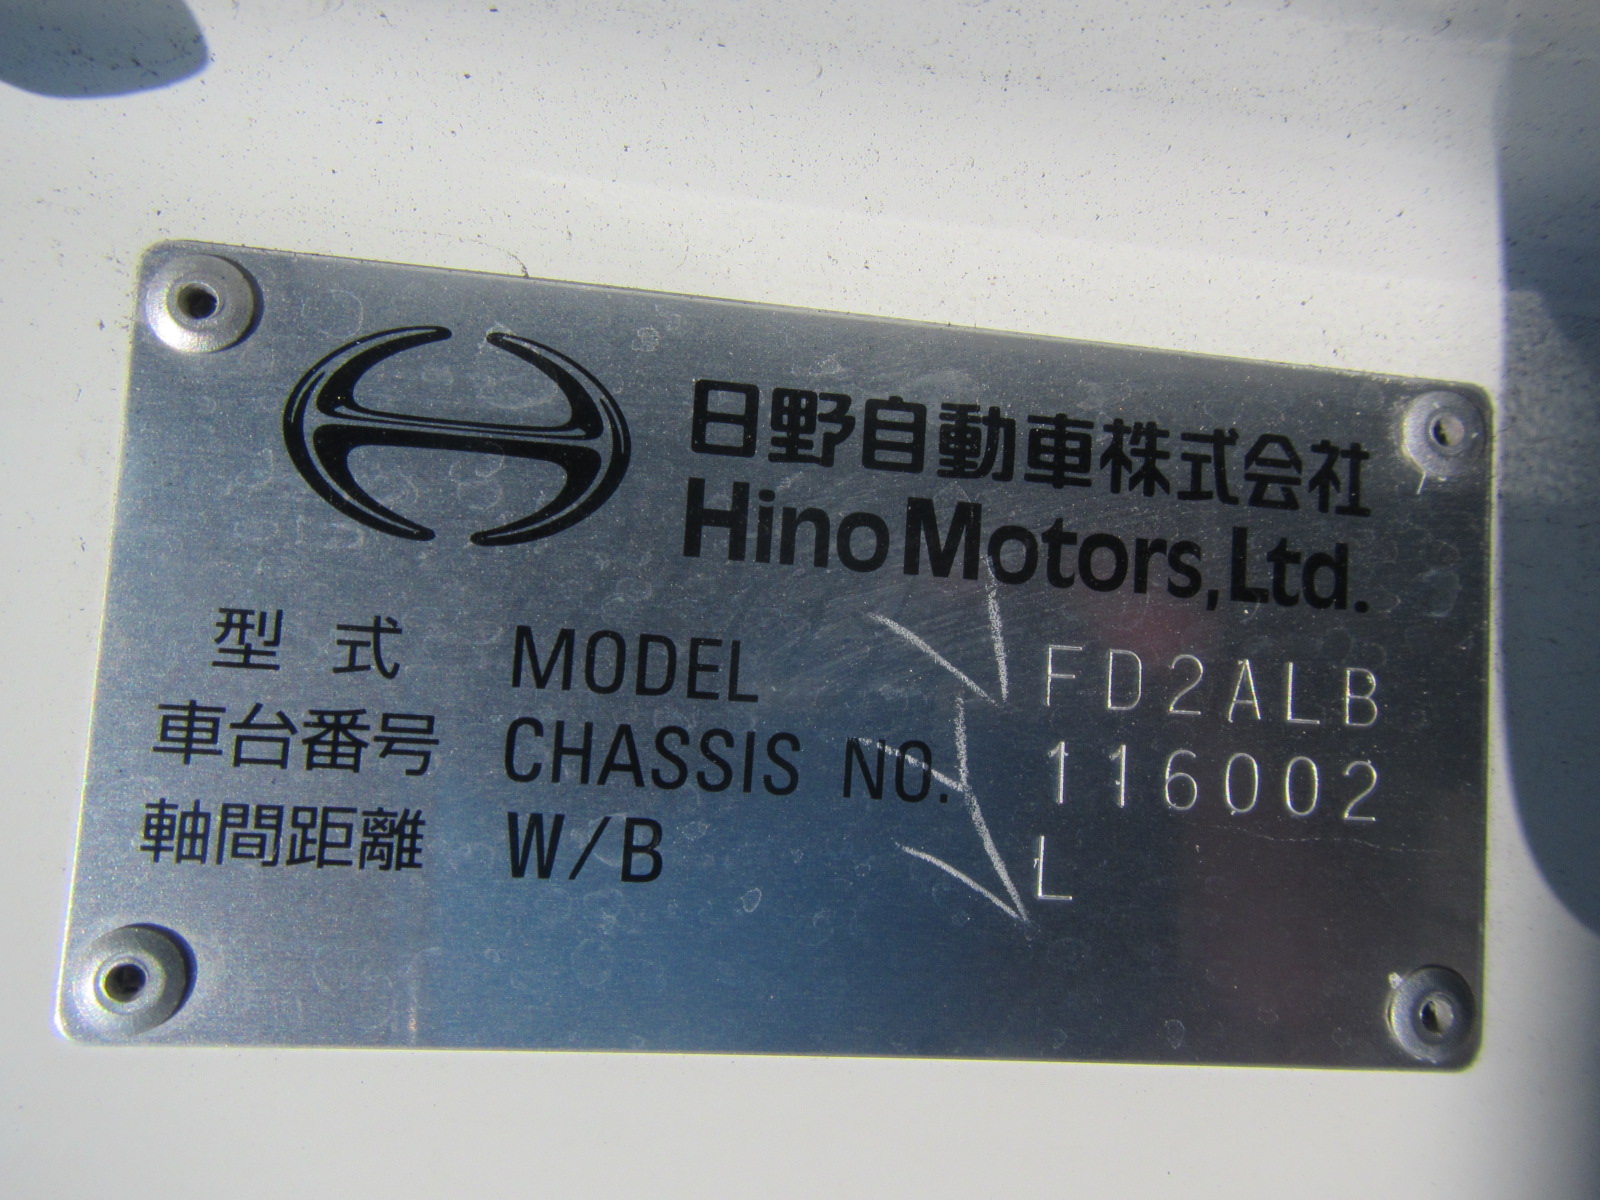 日野自動車株式会社
Hino Motors, Ltd.
型 式 MODEL FD2ALB
車台番号 CHASSIS NO. 116002
軸間距離 W/B L